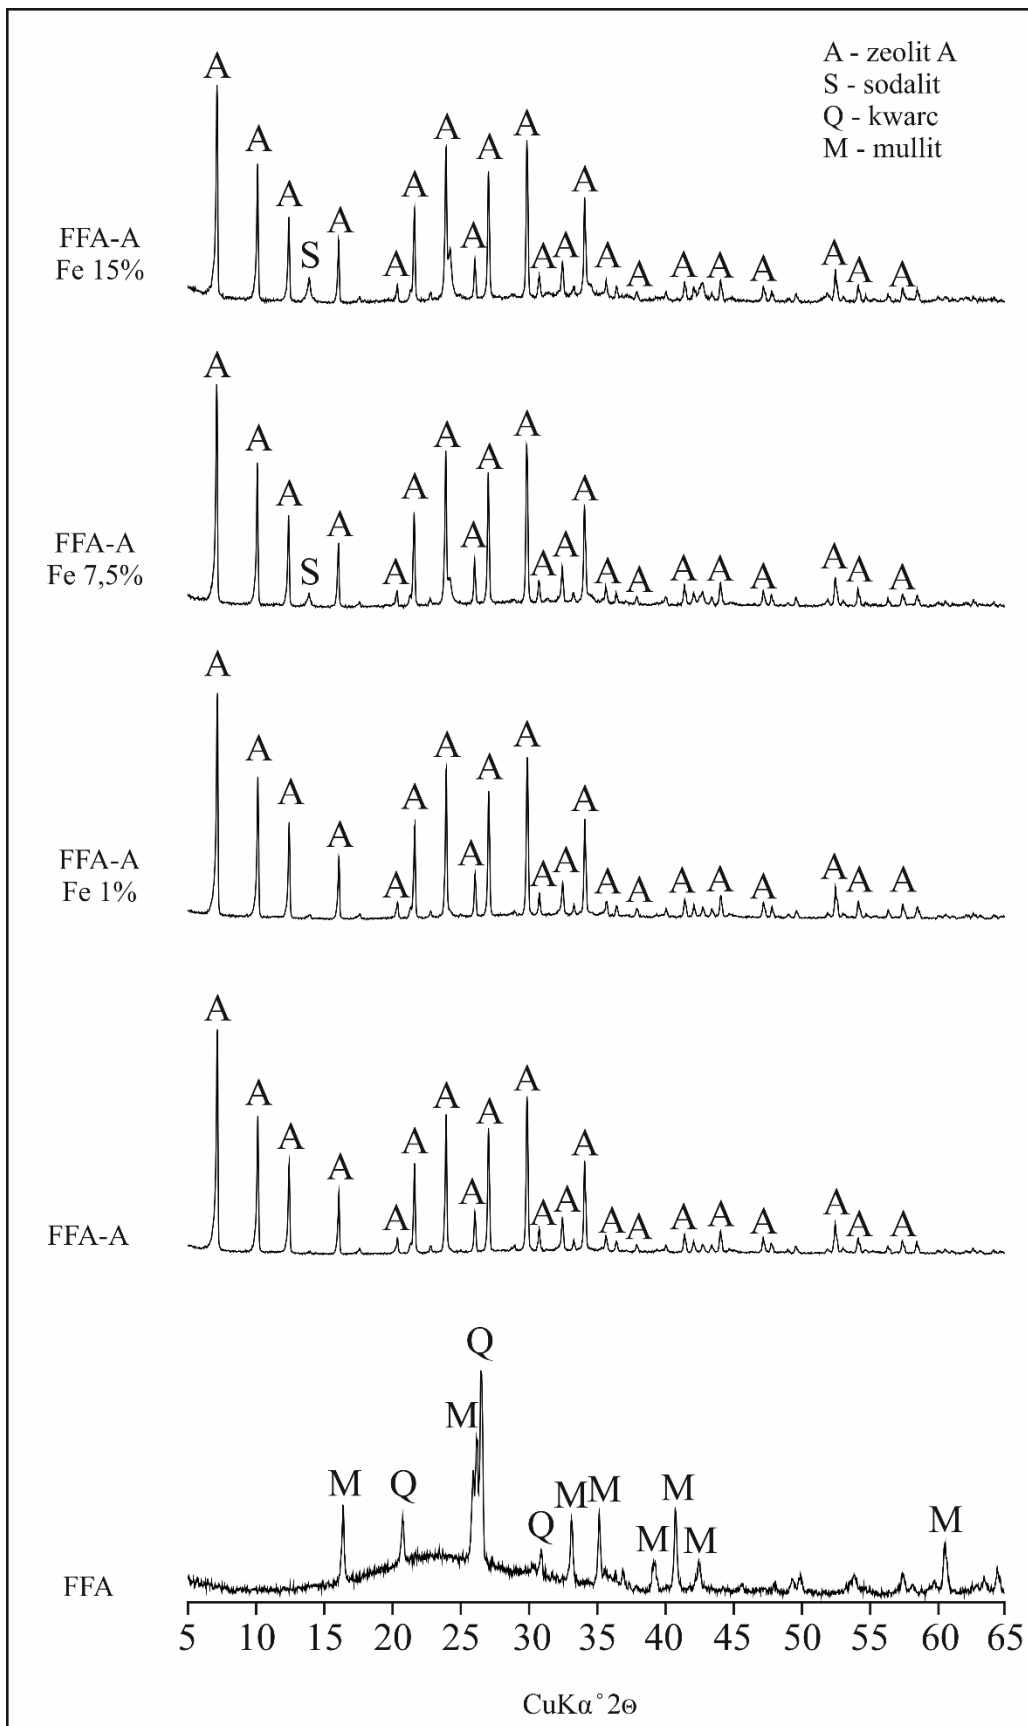 A - zeolit A
S - sodalit
Q - kwarc
M - mullit
A A A S A A A A A A A A A A A A A A A A A A
FFA-A
Fe 15%
A A A S A A A A A A A A A A A A A A A A A A
FFA-A
Fe 7,5%
A A A A A A A A A A A A A A A A A A A A A
FFA-A
Fe 1%
A A A A A A A A A A A A A A A A A A A A A
FFA-A
M Q M Q Q M M M M M M
FFA
5 10 15 20 25 30 35 40 45 50 55 60 65
CuKα°2Θ